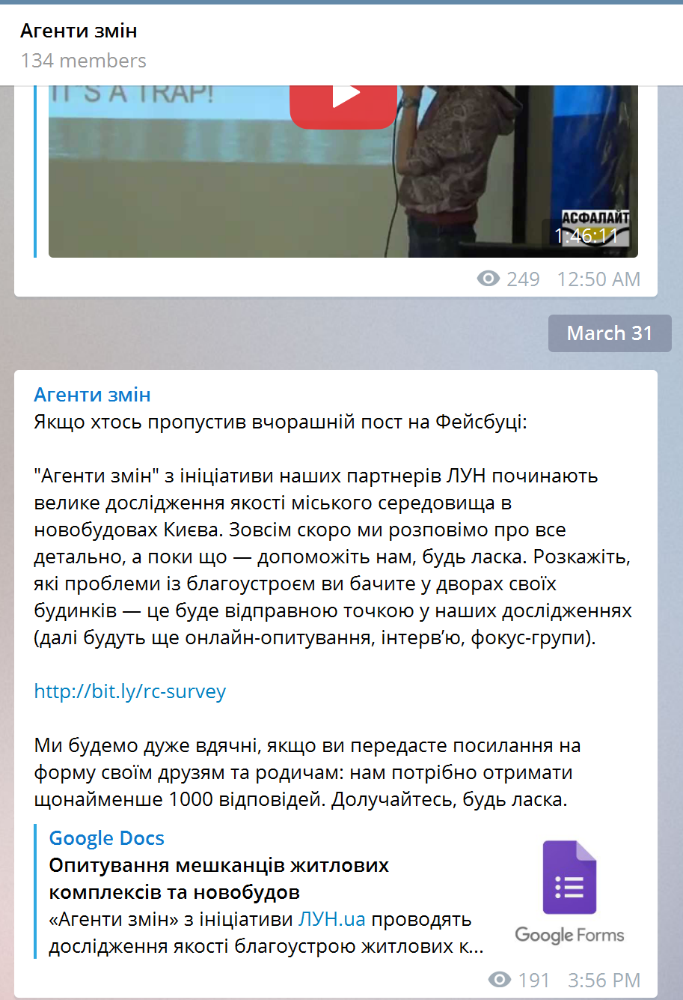 Агенти змін
134 members
IT'S A TRAP!
АСФАЛАЙТ
1:46:11
249 12:50 AM
March 31
Агенти змін
Якщо хтось пропустив вчорашній пост на Фейсбуці:
"Агенти змін" з ініціативи наших партнерів ЛУН починають
велике дослідження якості міського середовища в
новобудовах Києва. Зовсім скоро ми розповімо про все
детально, а поки що — допоможіть нам, будь ласка. Розкажіть,
які проблеми із благоустроєм ви бачите у дворах своїх
будинків — це буде відправною точкою у наших дослідженнях
(далі будуть ще онлайн-опитування, інтерв’ю, фокус-групи).
http://bit.ly/rc-survey
Ми будемо дуже вдячні, якщо ви передасте посилання на
форму своїм друзям та родичам: нам потрібно отримати
щонайменше 1000 відповідей. Долучайтесь, будь ласка.
Google Docs
Опитування мешканців житлових
комплексів та новобудов
«Агенти змін» з ініціативи ЛУН.ua проводять
дослідження якості благоустрою житлових к...
Google Forms
191 3:56 PM